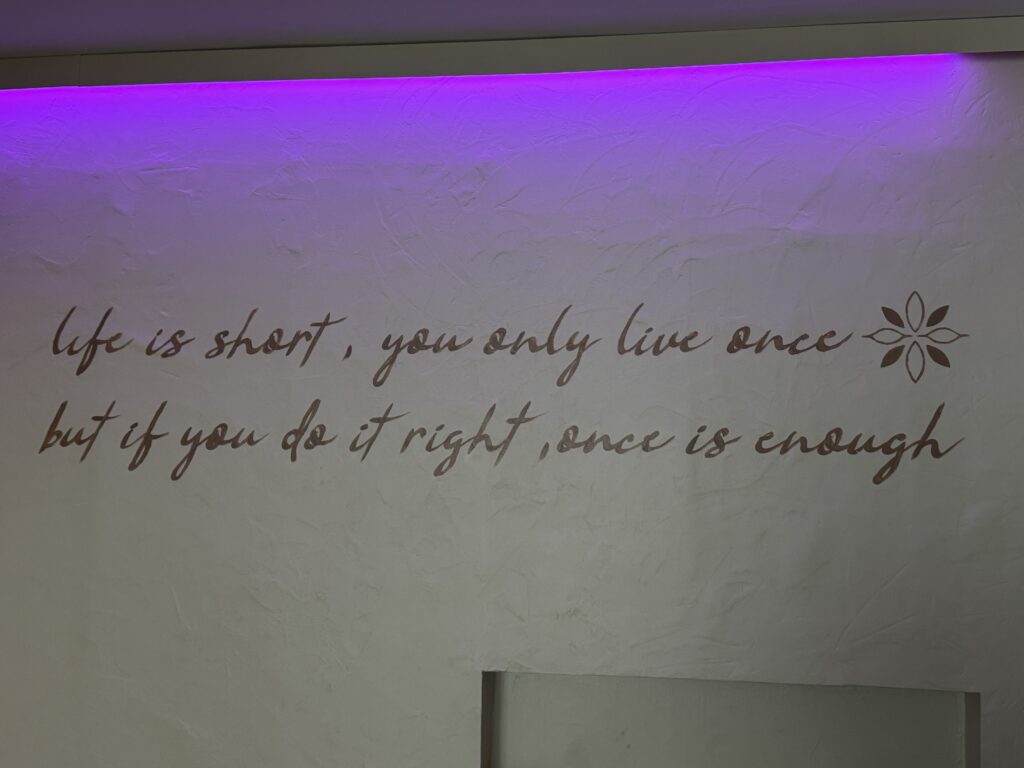 life is short , you only live once
but if you do it right ,once is enough